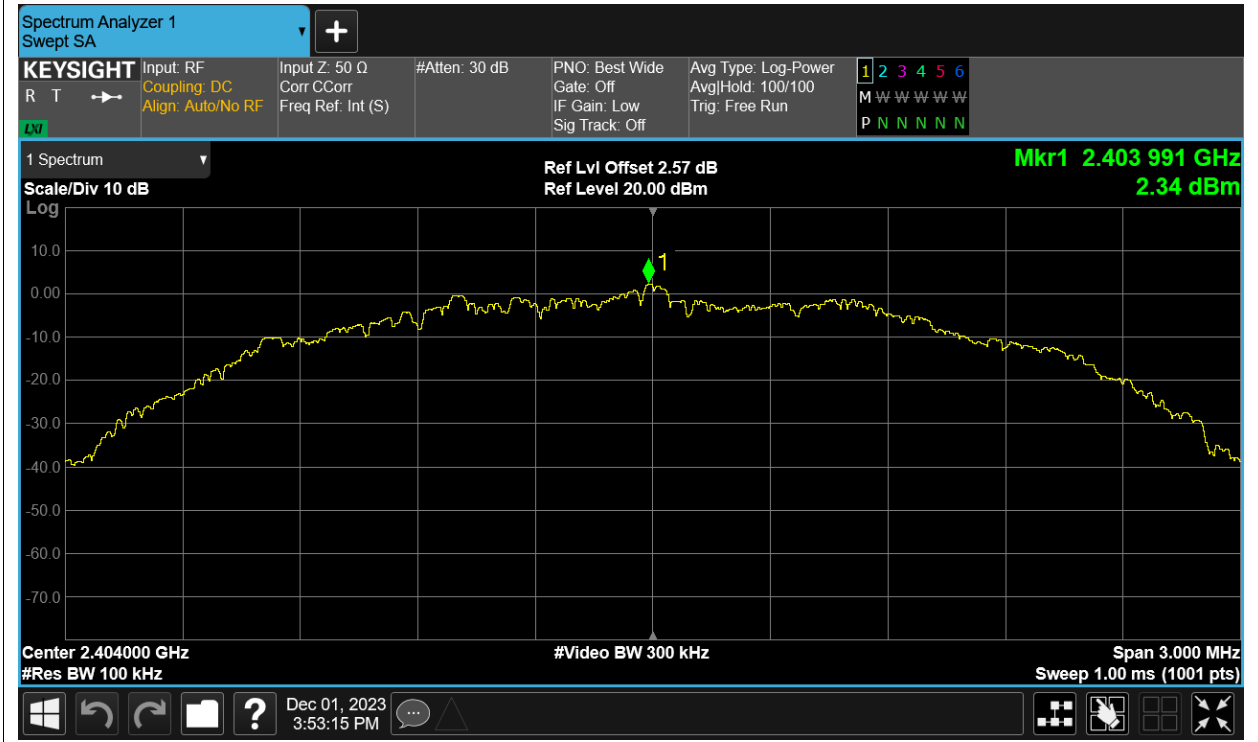 Spectrum Analyzer 1
Swept SA
KEYSIGHT
R T
LXI
Input: RF
Coupling: DC
Align: Auto/No RF
Input Z: 50 Ω
Corr CCorr
Freq Ref: Int (S)
#Atten: 30 dB
PNO: Best Wide
Gate: Off
IF Gain: Low
Sig Track: Off
Avg Type: Log-Power
Avg|Hold: 100/100
Trig: Free Run
1 2 3 4 5 6
M W W W W W
P N N N N N
1 Spectrum
Scale/Div 10 dB
Log
Ref Lvl Offset 2.57 dB
Ref Level 20.00 dBm
Mkr1 2.403 991 GHz
2.34 dBm
1
10.0
0.00
-10.0
-20.0
-30.0
-40.0
-50.0
-60.0
-70.0
Center 2.404000 GHz
#Video BW 300 kHz
Span 3.000 MHz
#Res BW 100 kHz
Sweep 1.00 ms (1001 pts)
?
Dec 01, 2023
3:53:15 PM